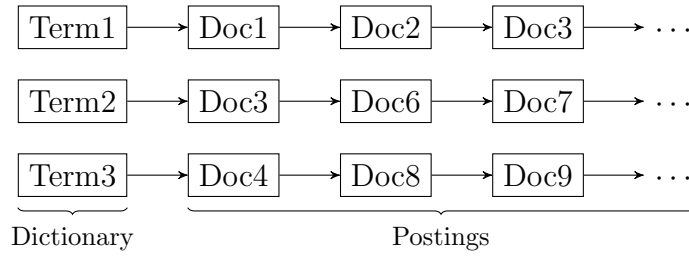 Term1 Doc1 Doc2 Doc3 ...
Term2 Doc3 Doc6 Doc7 ...
Term3 Doc4 Doc8 Doc9 ...
Dictionary Postings